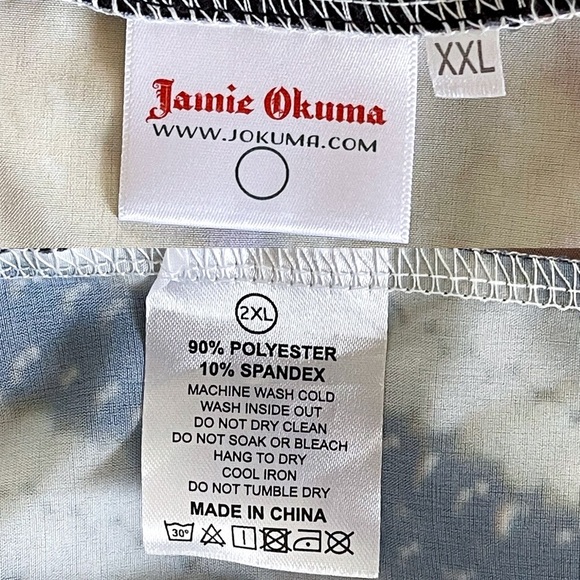 Jamie Okuma
XXL
WWW.JOKUMA.COM
2XL
90% POLYESTER
10% SPANDEX
MACHINE WASH COLD
WASH INSIDE OUT
DO NOT DRY CLEAN
DO NOT SOAK OR BLEACH
HANG TO DRY
COOL IRON
DO NOT TUMBLE DRY
MADE IN CHINA
30°